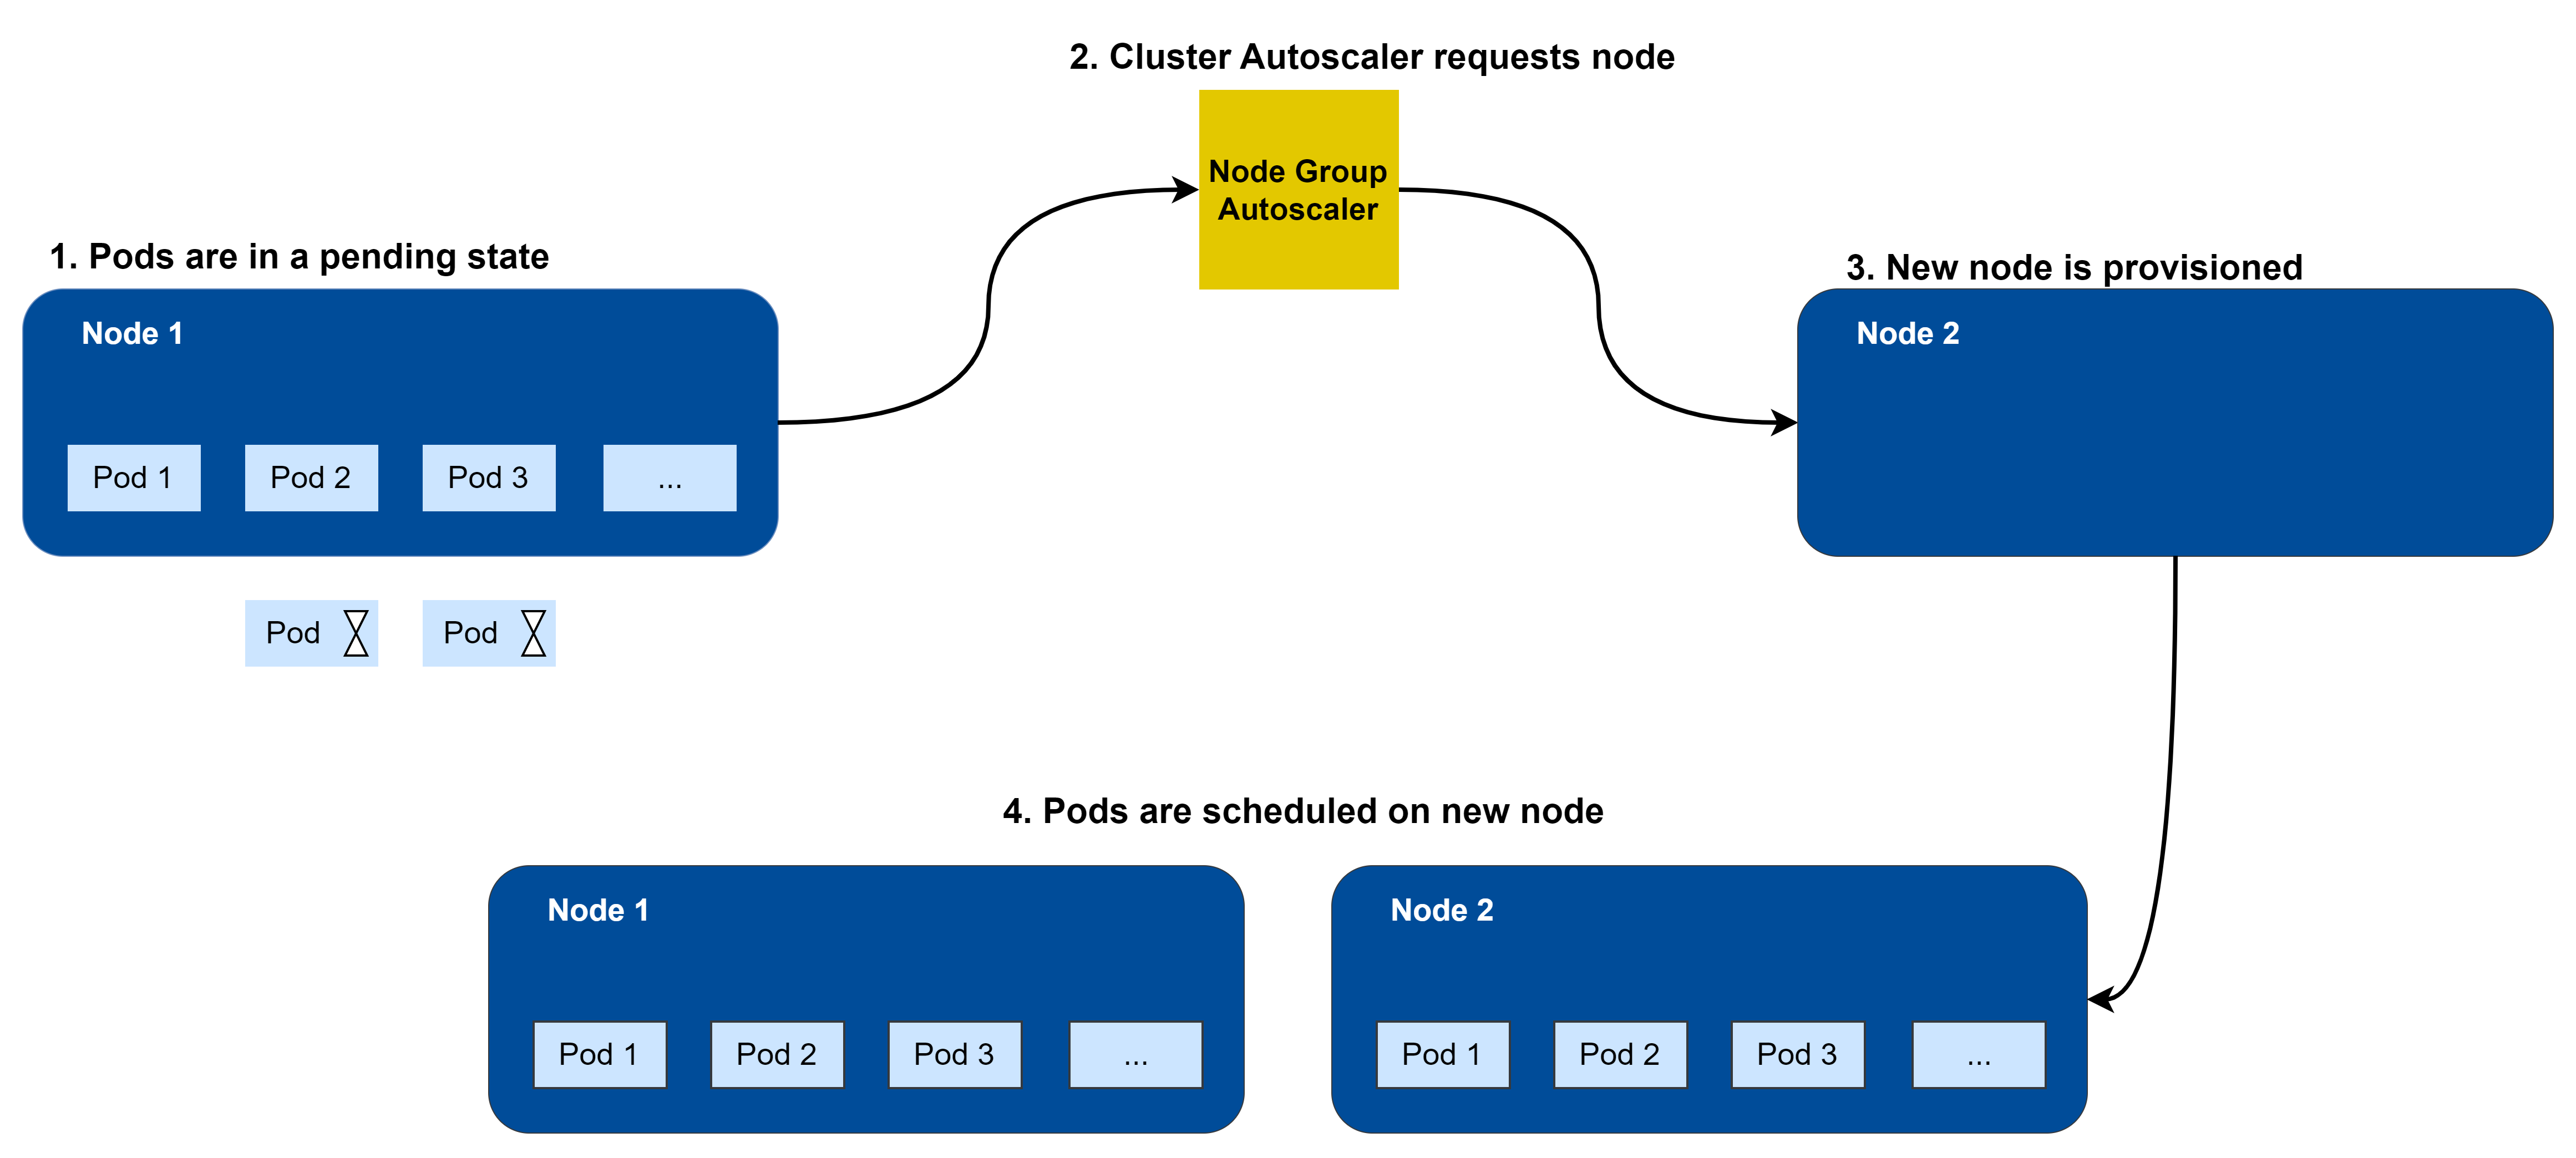 2. Cluster Autoscaler requests node
Node Group
Autoscaler
1. Pods are in a pending state
Node 1
Pod 1
Pod 2
Pod 3
...
Pod
Pod
3. New node is provisioned
Node 2
4. Pods are scheduled on new node
Node 1
Pod 1
Pod 2
Pod 3
...
Node 2
Pod 1
Pod 2
Pod 3
...